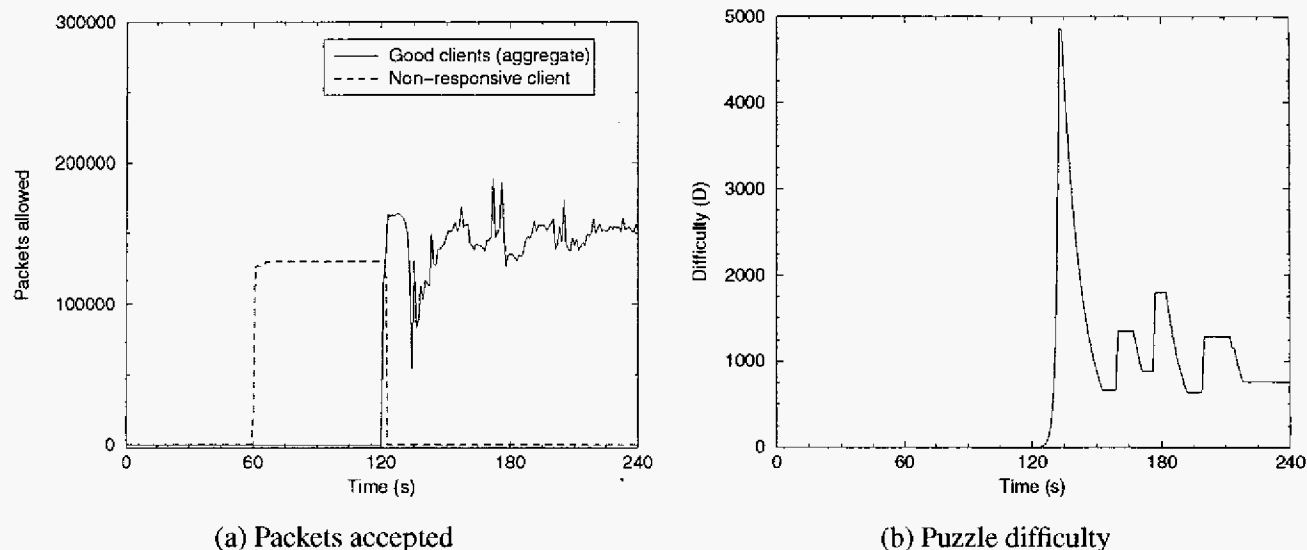 300000
200000
100000
0
Packets allowed
Good clients (aggregate)
Non-responsive client
0 60 120 180 240
Time (s)
(a) Packets accepted
5000
4000
3000
2000
1000
0
Difficulty (D)
0 60 120 180 240
Time (s)
(b) Puzzle difficulty